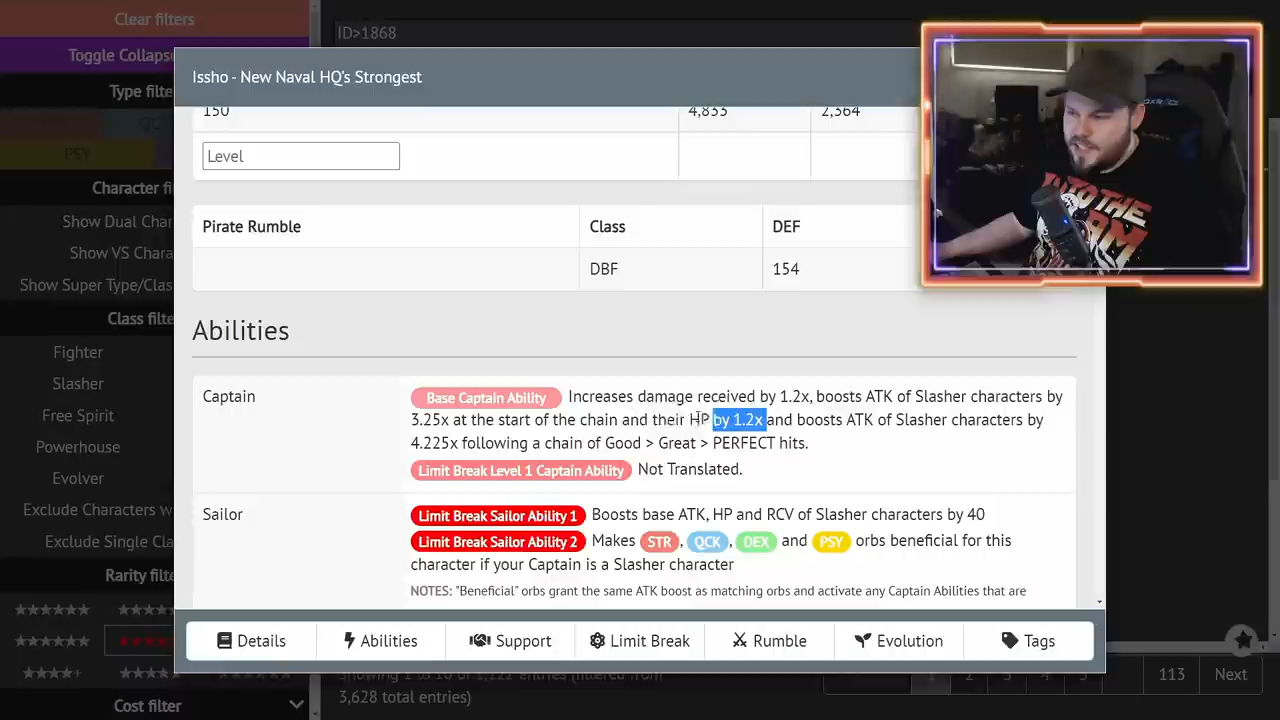 Clear filters
ID>1868
Toggle Collaps
Issho - New Naval HQ's Strongest
Type filte
150 4,833 2,564
QC
Level
PSY
Character fi
Show Dual Char
Pirate Rumble Class DEF
Show VS Chara
DBF 154
Show Super Type/Clas
Class filte
Abilities
Fighter
Slasher
Captain
Base Captain Ability Increases damage received by 1.2x, boosts ATK of Slasher characters by
3.25x at the start of the chain and their HP by 1.2x and boosts ATK of Slasher characters by
4.225x following a chain of Good > Great > PERFECT hits.
Limit Break Level 1 Captain Ability Not Translated.
Free Spirit
Powerhouse
Evolver
Exclude Characters w
Exclude Single Cla
Sailor
Limit Break Sailor Ability 1 Boosts base ATK, HP and RCV of Slasher characters by 40
Limit Break Sailor Ability 2 Makes STR, QCK, DEX and PSY orbs beneficial for this
character if your Captain is a Slasher character
NOTES: "Beneficial" orbs grant the same ATK boost as matching orbs and activate any Captain Abilities that are
Rarity filte
Details Abilities Support Limit Break Rumble Evolution Tags
1 2 113 Next
3,628 total entries)
Cost filter
INTO THE